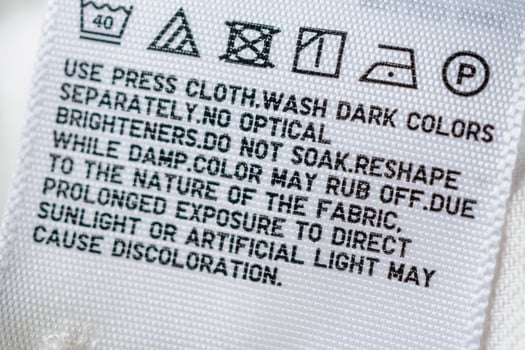 40
P
USE PRESS CLOTH.WASH DARK COLORS
SEPARATELY.NO OPTICAL
BRIGHTENERS.DO NOT SOAK.RESHAPE
WHILE DAMP.COLOR MAY RUB OFF.DUE
TO THE NATURE OF THE FABRIC,
PROLONGED EXPOSURE TO DIRECT
SUNLIGHT OR ARTIFICIAL LIGHT MAY
CAUSE DISCOLORATION.